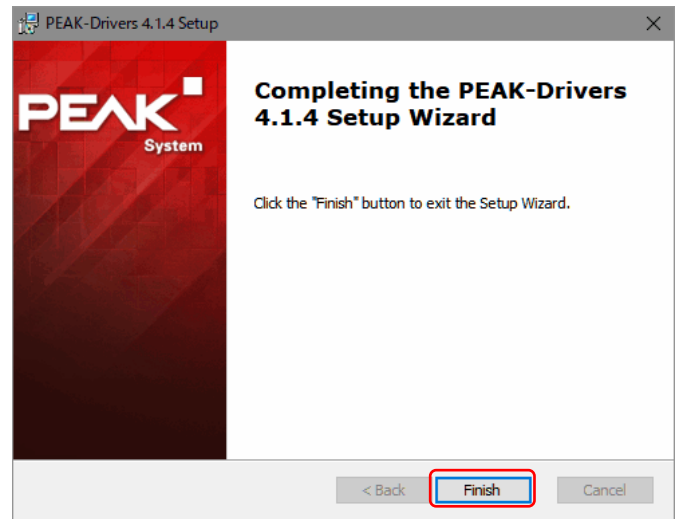 PEAK-Drivers 4.1.4 Setup
PEAK
System
Completing the PEAK-Drivers
4.1.4 Setup Wizard
Click the "Finish" button to exit the Setup Wizard.
< Back Finish Cancel